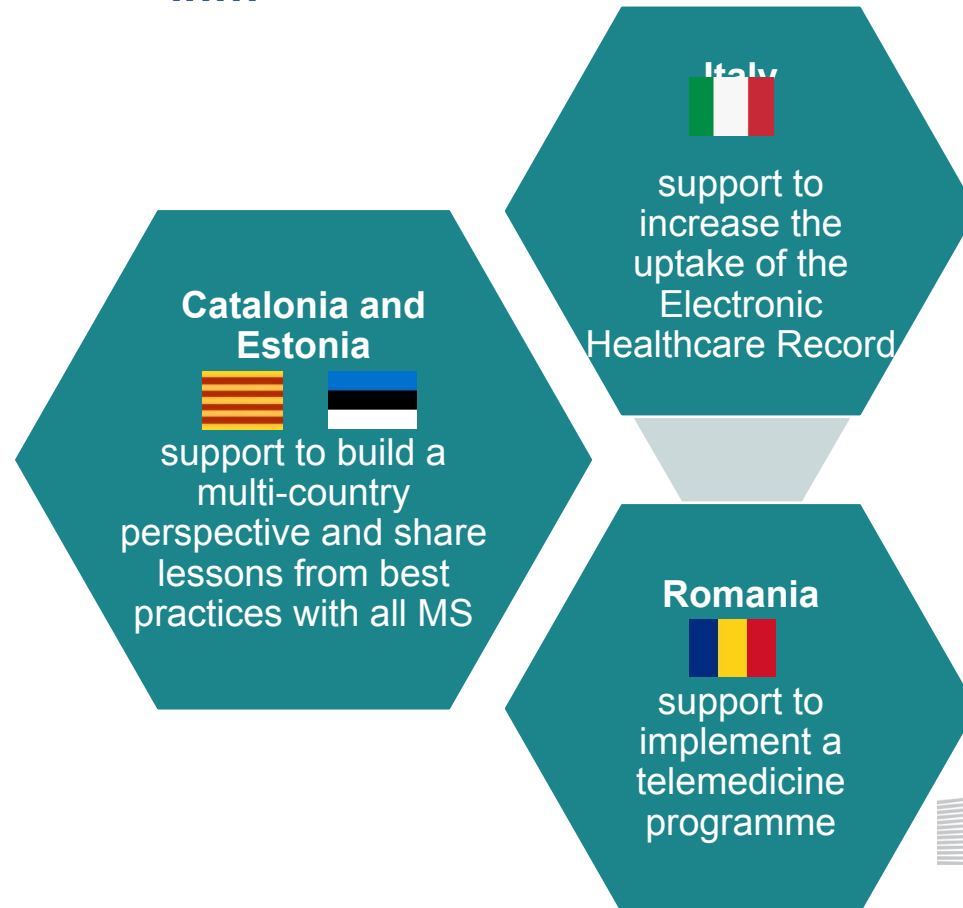 Italy
support to
increase the
uptake of the
Electronic
Healthcare Record
Catalonia and
Estonia
support to build a
multi-country
perspective and share
lessons from best
practices with all MS
Romania
support to
implement a
telemedicine
programme